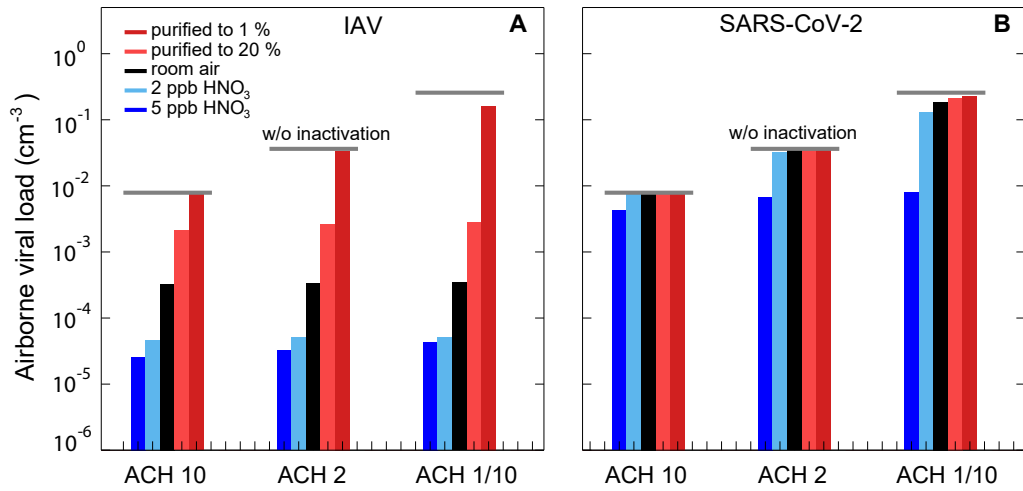 IAV
A
purified to 1 %
purified to 20 %
room air
2 ppb HNO₃
5 ppb HNO₃
w/o inactivation
Airborne viral load (cm⁻³)
10⁰
10⁻¹
10⁻²
10⁻³
10⁻⁴
10⁻⁵
10⁻⁶
ACH 10
ACH 2
ACH 1/10
SARS-CoV-2
B
w/o inactivation
ACH 10
ACH 2
ACH 1/10